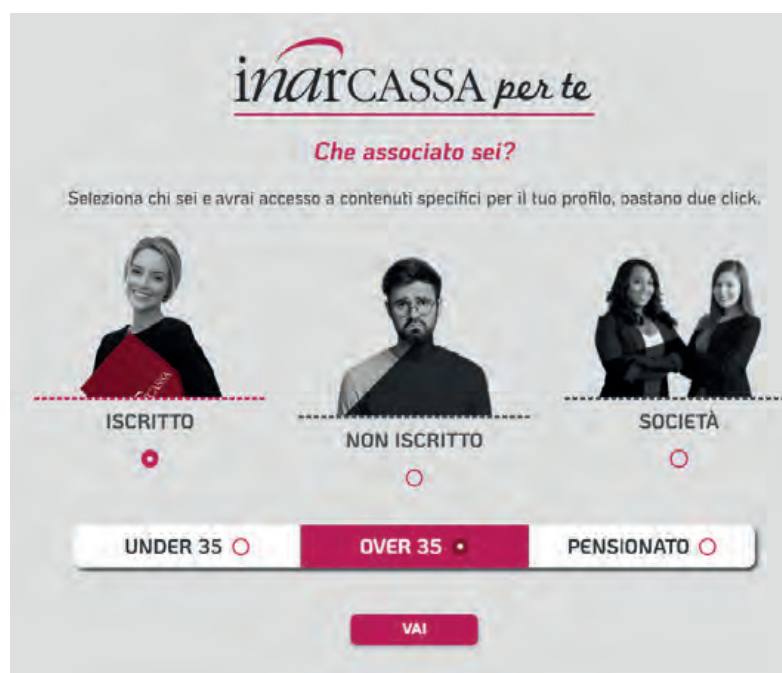 inarCASSA per te
Che associato sei?
Seleziona chi sei e avrai accesso a contenuti specifici per il tuo profilo, bastano due click.
CASSA
ISCRITTO
NON ISCRITTO
SOCIETÀ
UNDER 35
OVER 35
PENSIONATO
VAI